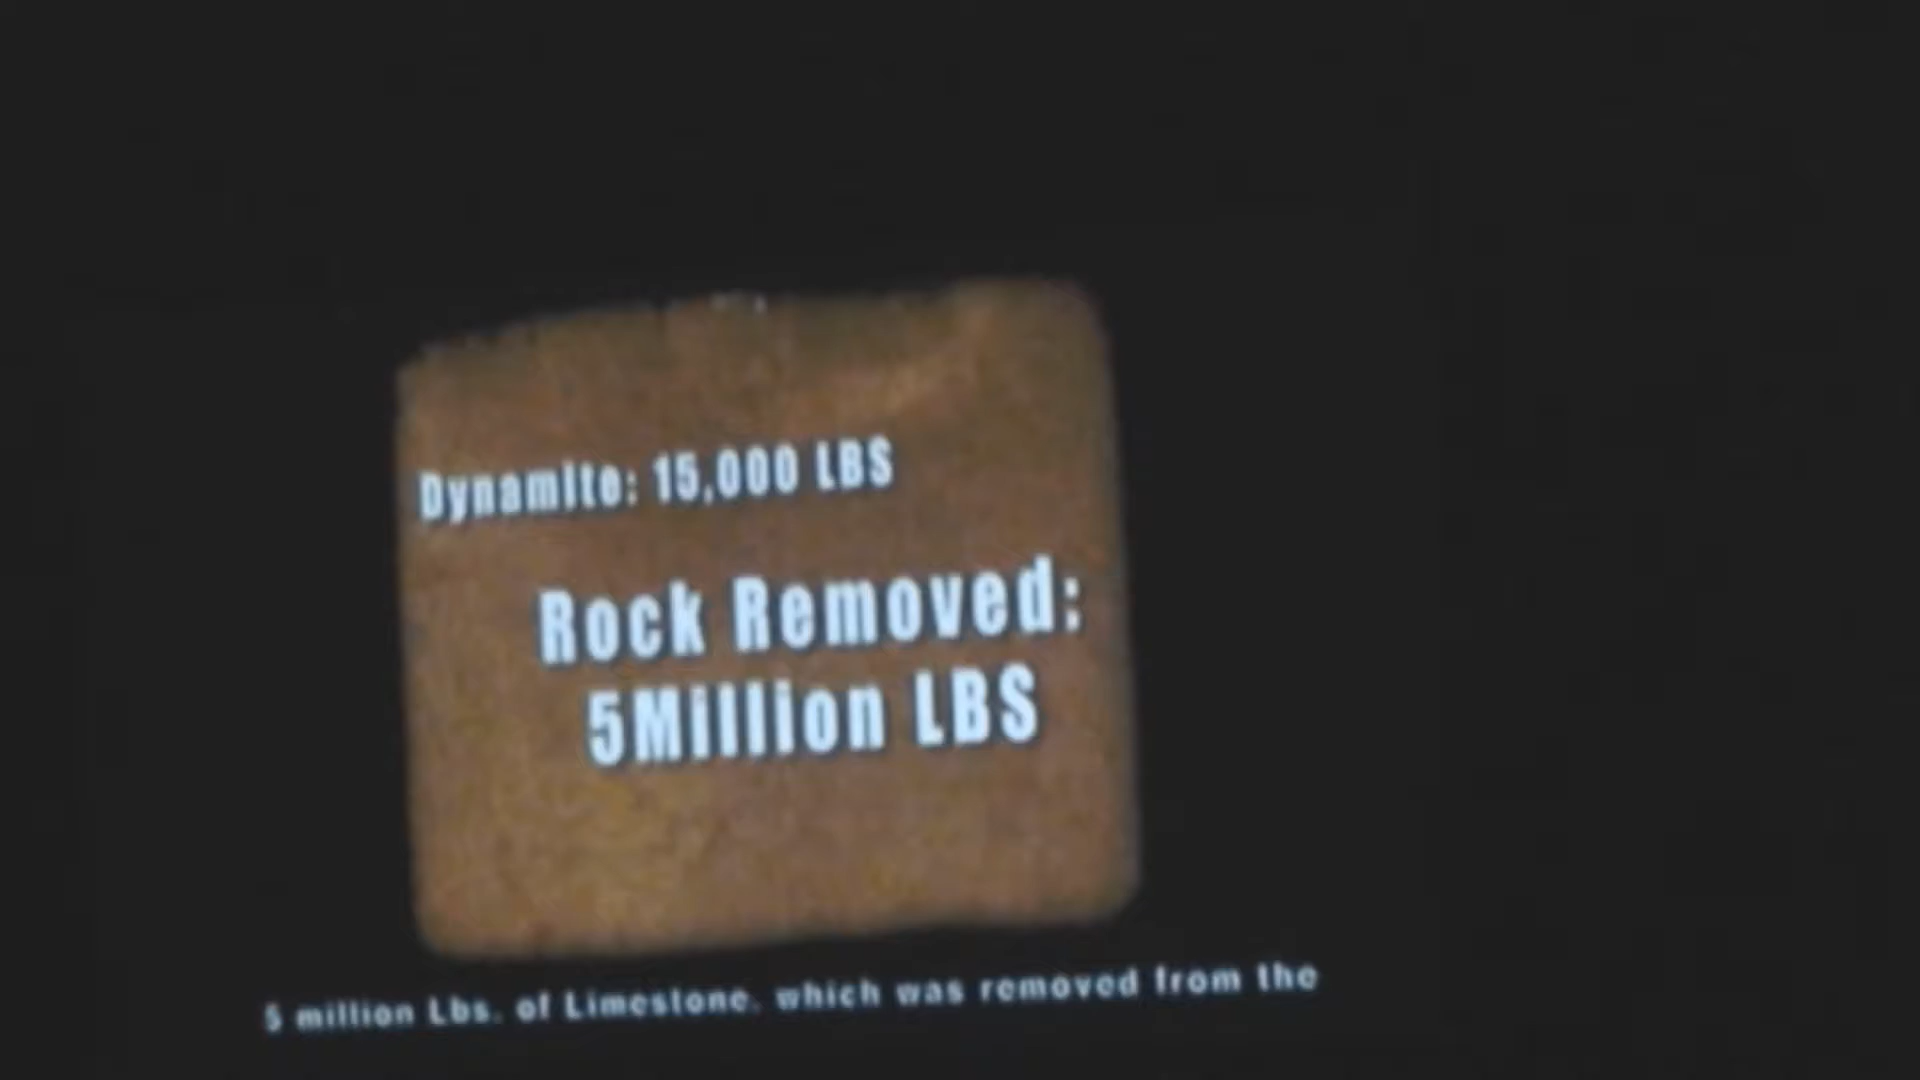 Dynamite: 15,000 LBS
Rock Removed:
5Million LBS
5 million Lbs. of Limestone. which was removed from the